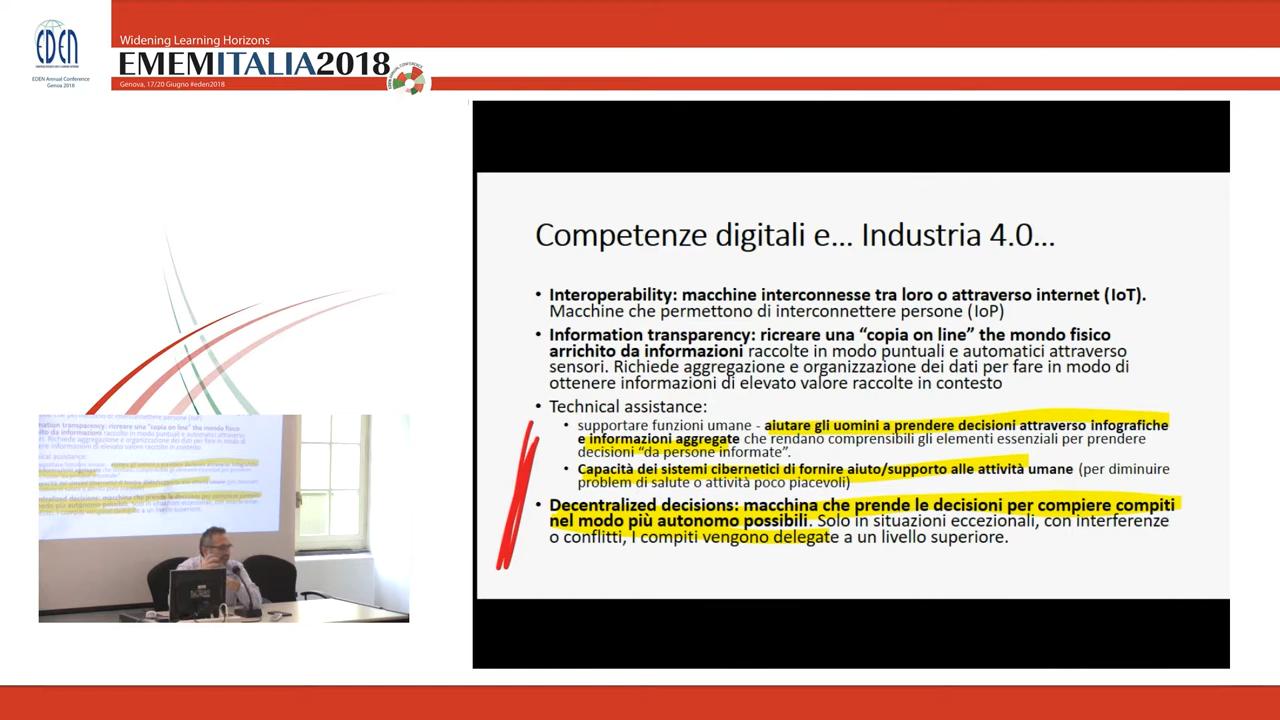 EDEN
EDEN Annual Conference
Genoa 2018
Widening Learning Horizons
EMEMITALIA2018
Genova, 17/20 Giugno #eden2018
Competenze digitali e... Industria 4.0...
• Interoperability: macchine interconnesse tra loro o attraverso internet (IoT).
Macchine che permettono di interconnettere persone (IoP)
• Information transparency: ricreare una “copia on line” the mondo fisico
arrichito da informazioni raccolte in modo puntuali e automatici attraverso
sensori. Richiede aggregazione e organizzazione dei dati per fare in modo di
ottenere informazioni di elevato valore raccolte in contesto
• Technical assistance:
• supportare funzioni umane - aiutare gli uomini a prendere decisioni attraverso infografiche
e informazioni aggregate che rendano comprensibili gli elementi essenziali per prendere
decisioni “da persone informate”.
• Capacità dei sistemi cibernetici di fornire aiuto/supporto alle attività umane (per diminuire
problem di salute o attività poco piacevoli)
• Decentralized decisions: macchina che prende le decisioni per compiere compiti
nel modo più autonomo possibili. Solo in situazioni eccezionali, con interferenze
o conflitti, I compiti vengono delegate a un livello superiore.